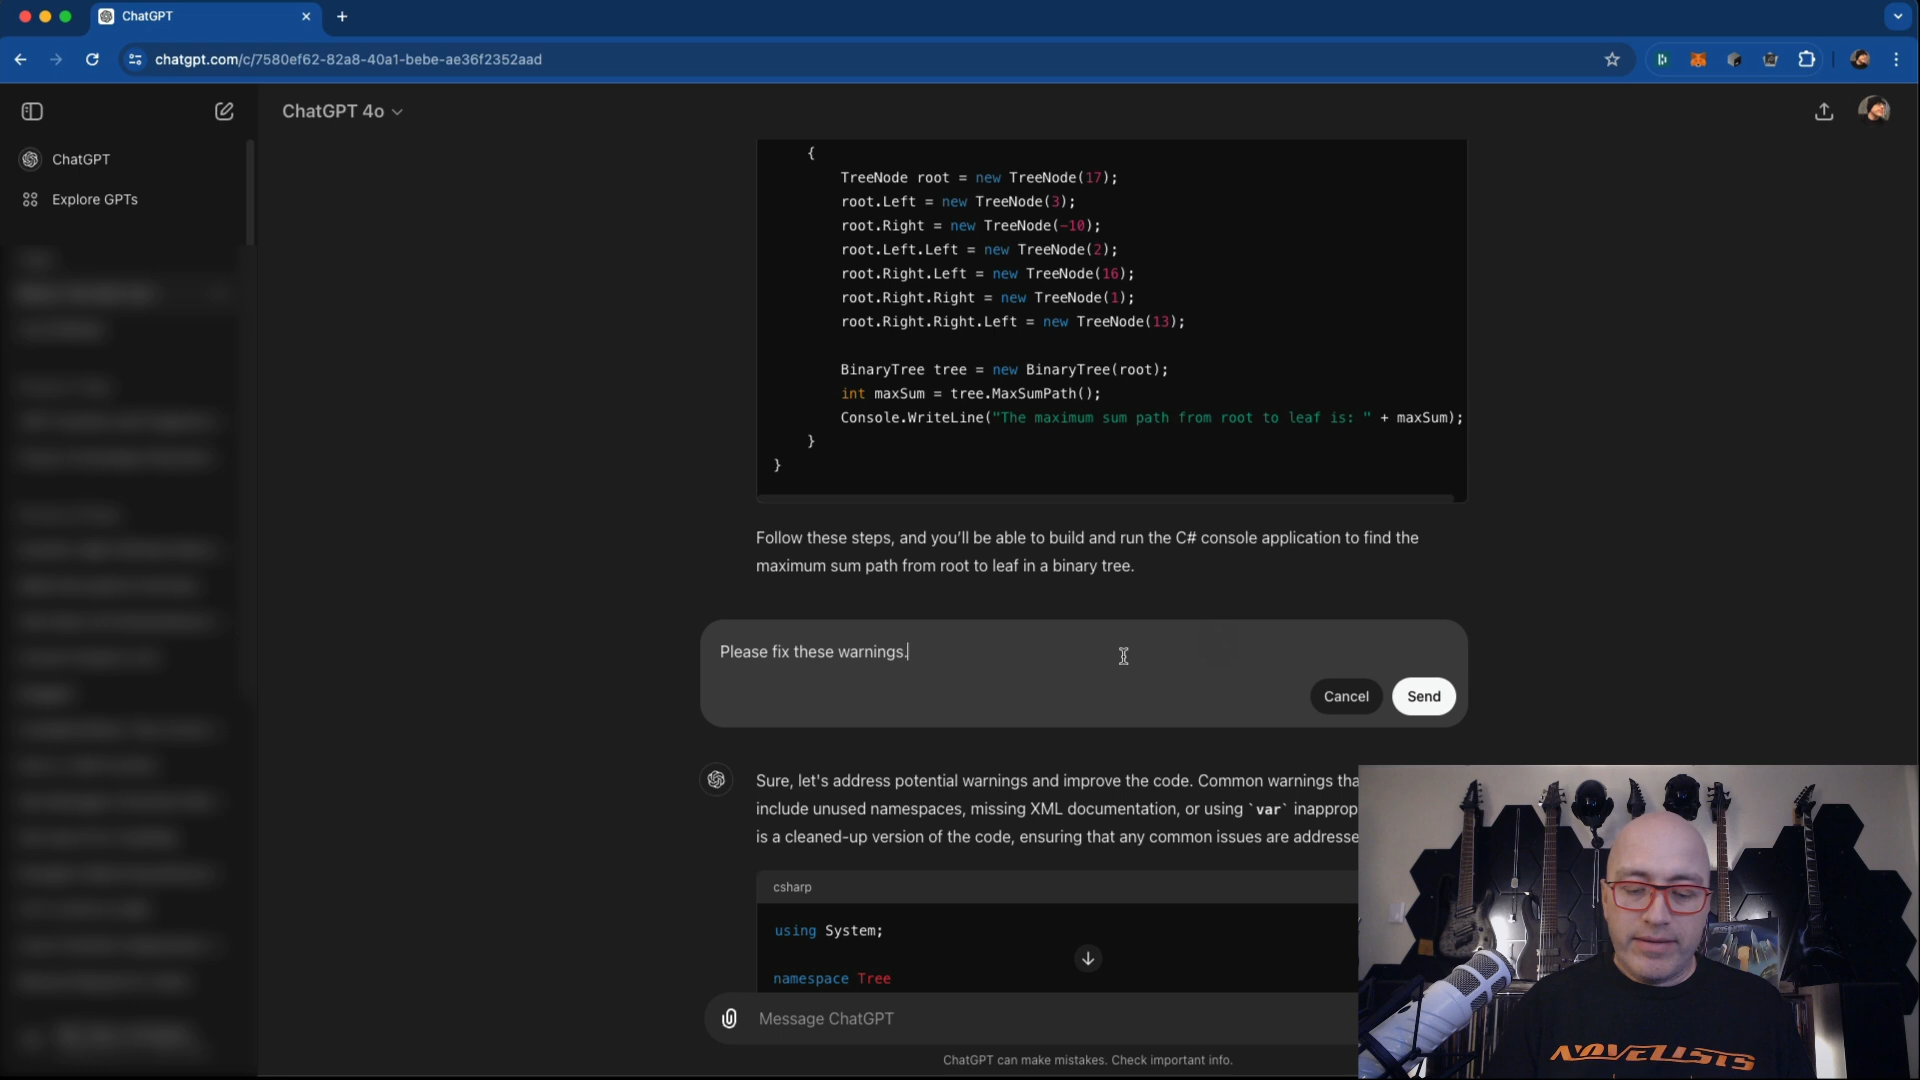 ChatGPT
chatgpt.com/c/7580ef62-82a8-40a1-bebe-ae36f2352aad
ChatGPT 4o
ChatGPT
Explore GPTs
{
TreeNode root = new TreeNode(17);
root.Left = new TreeNode(3);
root.Right = new TreeNode(-10);
root.Left.Left = new TreeNode(2);
root.Right.Left = new TreeNode(16);
root.Right.Right = new TreeNode(1);
root.Right.Right.Left = new TreeNode(13);
BinaryTree tree = new BinaryTree(root);
int maxSum = tree.MaxSumPath();
Console.WriteLine("The maximum sum path from root to leaf is: " + maxSum);
}
}
Follow these steps, and you'll be able to build and run the C# console application to find the
maximum sum path from root to leaf in a binary tree.
Please fix these warnings.
Cancel
Send
Sure, let's address potential warnings and improve the code. Common warnings tha
include unused namespaces, missing XML documentation, or using `var` inapprop
is a cleaned-up version of the code, ensuring that any common issues are addresse
csharp
using System;
namespace Tree
Message ChatGPT
ChatGPT can make mistakes. Check important info.
NOVELISTS